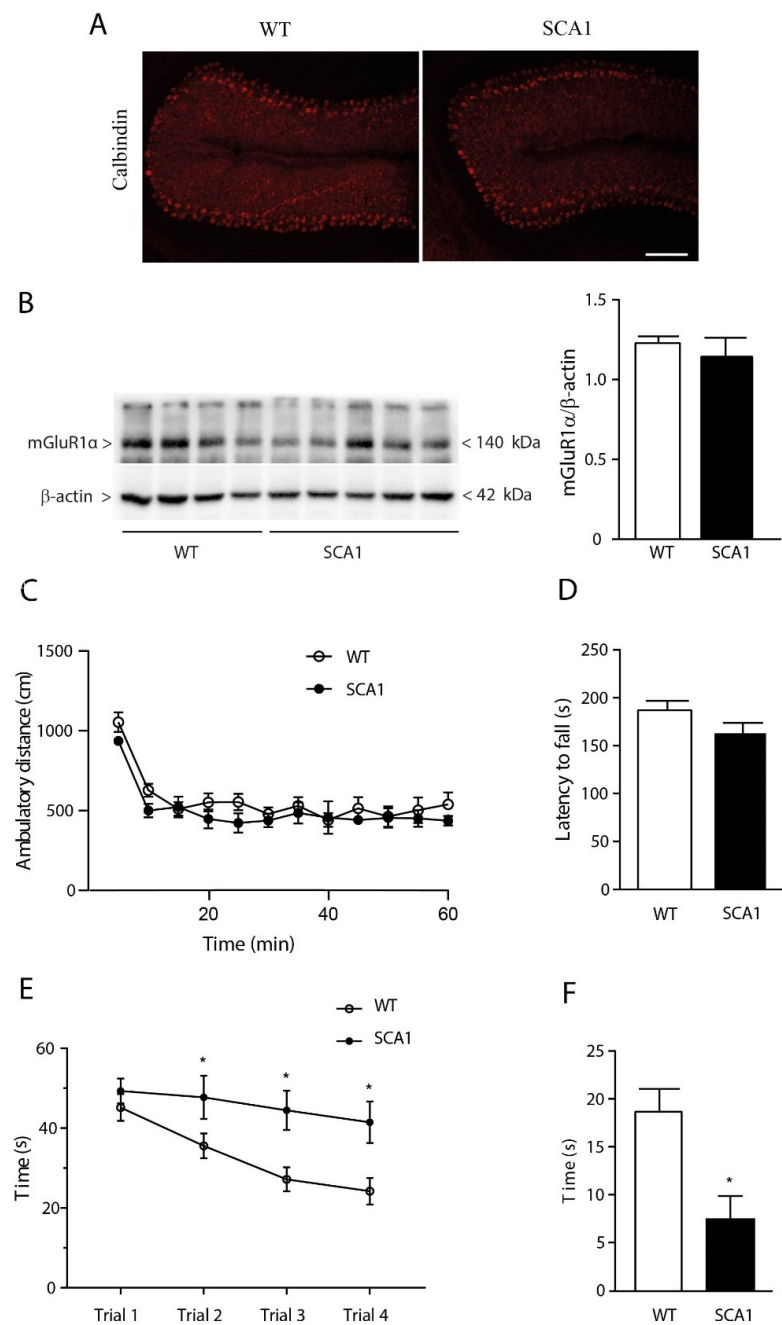 A
WT
SCA1
Calbindin
B
mGluR1α >
< 140 kDa
β-actin >
< 42 kDa
WT
SCA1
mGluR1α/β-actin
1.5
1.0
0.5
0
WT
SCA1
C
Ambulatory distance (cm)
1500
1000
500
0
WT
SCA1
20
40
60
Time (min)
D
Latency to fall (s)
250
200
150
100
50
0
WT
SCA1
E
WT
SCA1
Time (s)
60
40
20
0
*
*
*
Trial 1
Trial 2
Trial 3
Trial 4
F
Time (s)
25
20
15
10
5
0
*
WT
SCA1